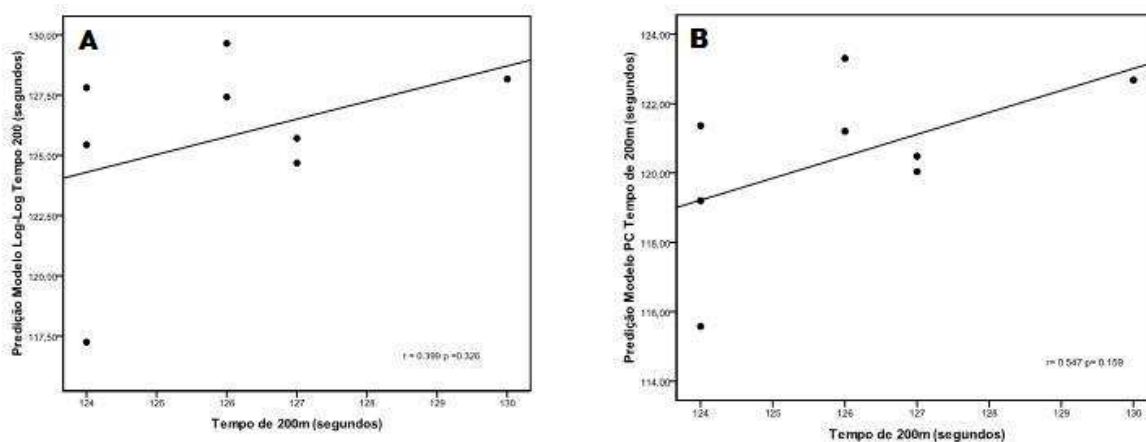 A
Predição Modelo Log-Log Tempo 200 (segundos)
130,00
127,50
125,00
122,50
120,00
117,50
r = 0.399 p =0.326
124 125 126 127 128 129 130
Tempo de 200m (segundos)
B
Predição Modelo PC Tempo de 200m (segundos)
124,00
122,00
120,00
118,00
116,00
114,00
r= 0.547 p= 0.159
124 125 126 127 128 129 130
Tempo de 200m (segundos)